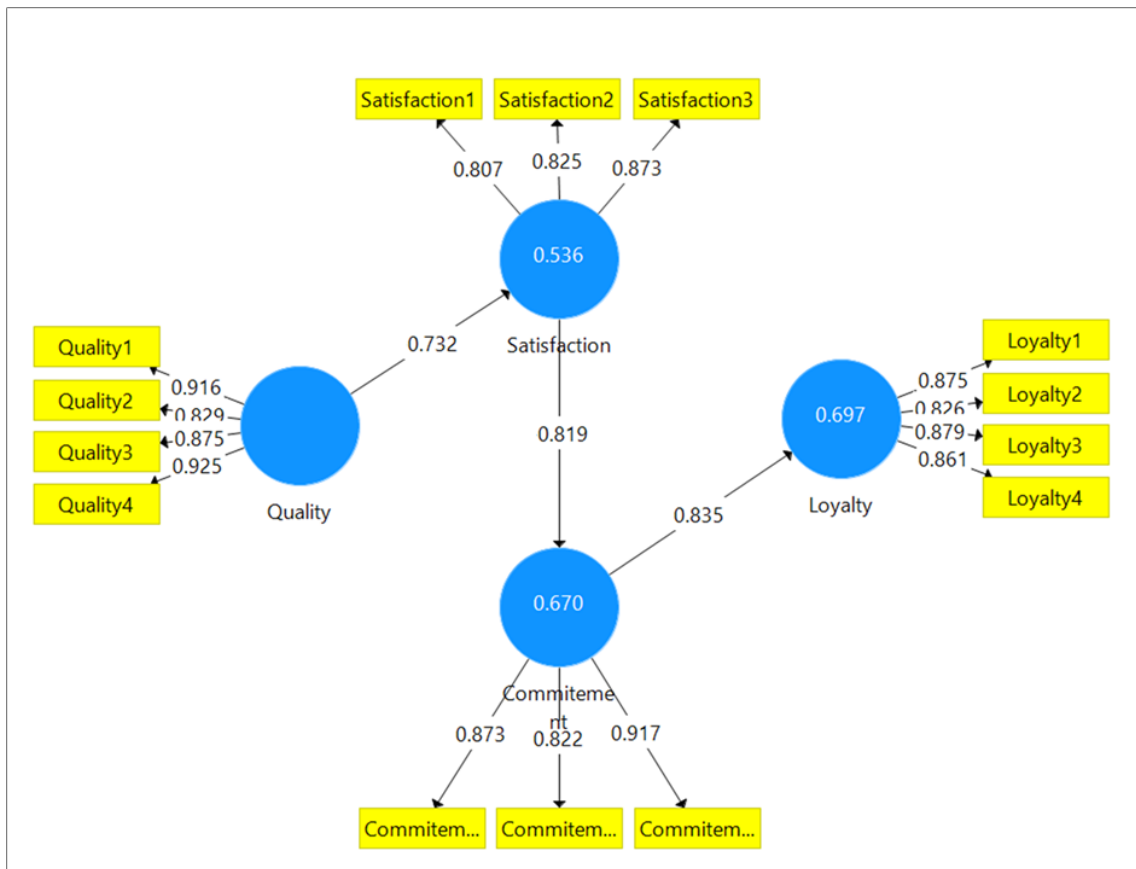 Satisfaction1 Satisfaction2 Satisfaction3
0.807 0.825 0.873
0.536
Satisfaction
0.732
Quality1
Quality2
Quality3
Quality4
0.916
0.829
0.875
0.925
Quality
0.819
0.697
Loyalty
0.875
0.826
0.879
0.861
Loyalty1
Loyalty2
Loyalty3
Loyalty4
0.835
0.670
Commiteme
nt
0.873 0.822 0.917
Commitem... Commitem... Commitem...